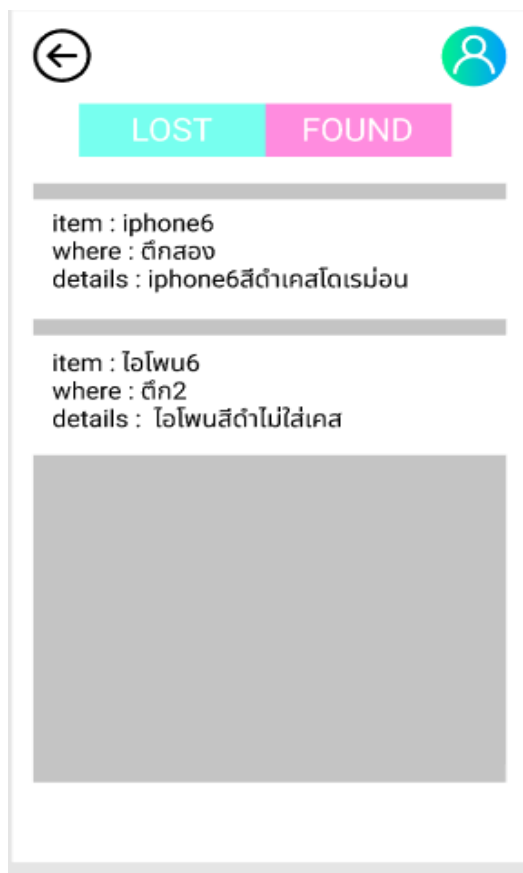 LOST FOUND
item : iphone6
where : ตึกสอง
details : iphone6สีดำเคสโดเรม่อน
item : ไอโพน6
where : ตึก2
details :  ไอโพนสีดำไม่ใส่เคส